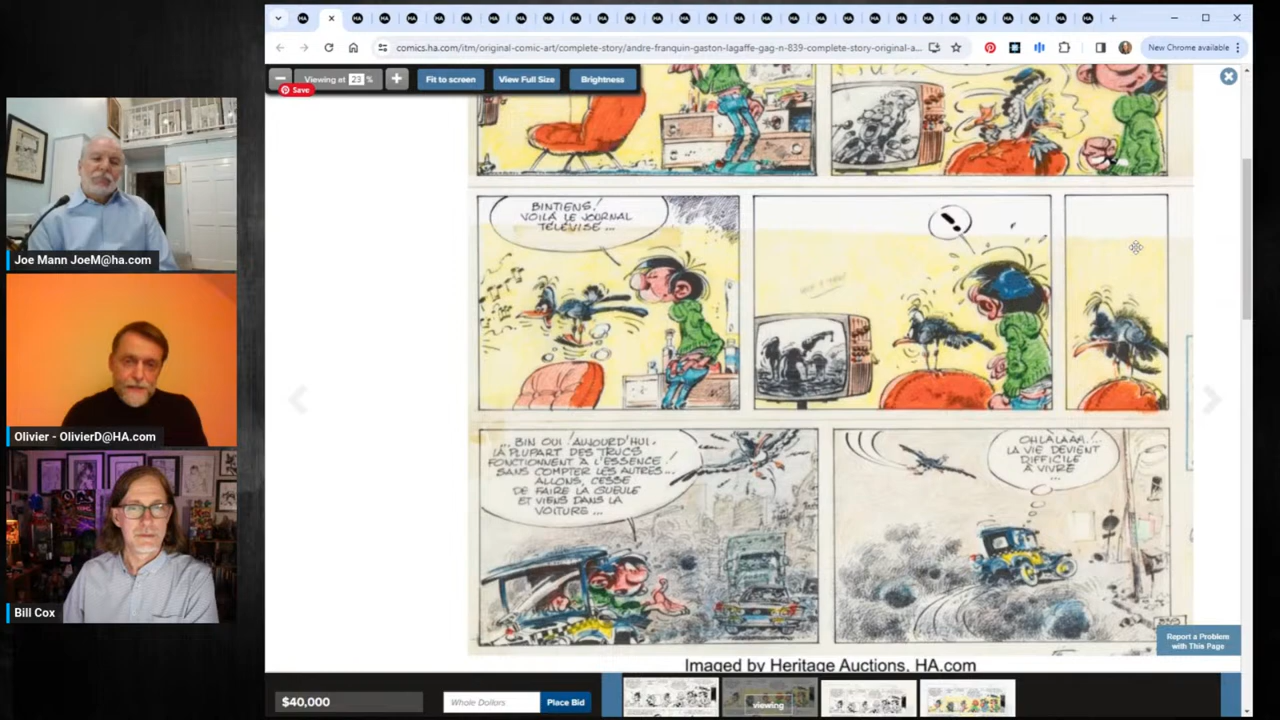 comics.ha.com/itm/original-comic-art/complete-story/andre-franquin-gaston-lagaffe-gag-n-839-complete-story-original-a...
New Chrome available
Viewing at 23 %
Fit to screen
View Full Size
Brightness
Save
BINTIENS!
VOILÀ LE JOURNAL
TÉLÉVISÉ...
!
... BIN OUI! AUJOURD'HUI,
LA PLUPART DES TRUCS
FONCTIONNENT À L'ESSENCE!
SANS COMPTER LES AUTRES...
ALLONS, CESSE
DE FAIRE LA GUEULE
ET VIENS DANS LA
VOITURE...
OHLÀLÀÀÀ!...
LA VIE DEVIENT
DIFFICILE
À VIVRE
...
Joe Mann JoeM@ha.com
Olivier - OlivierD@HA.com
Bill Cox
Report a Problem
with This Page
Imaged by Heritage Auctions, HA.com
$40,000
Whole Dollars
Place Bid
viewing